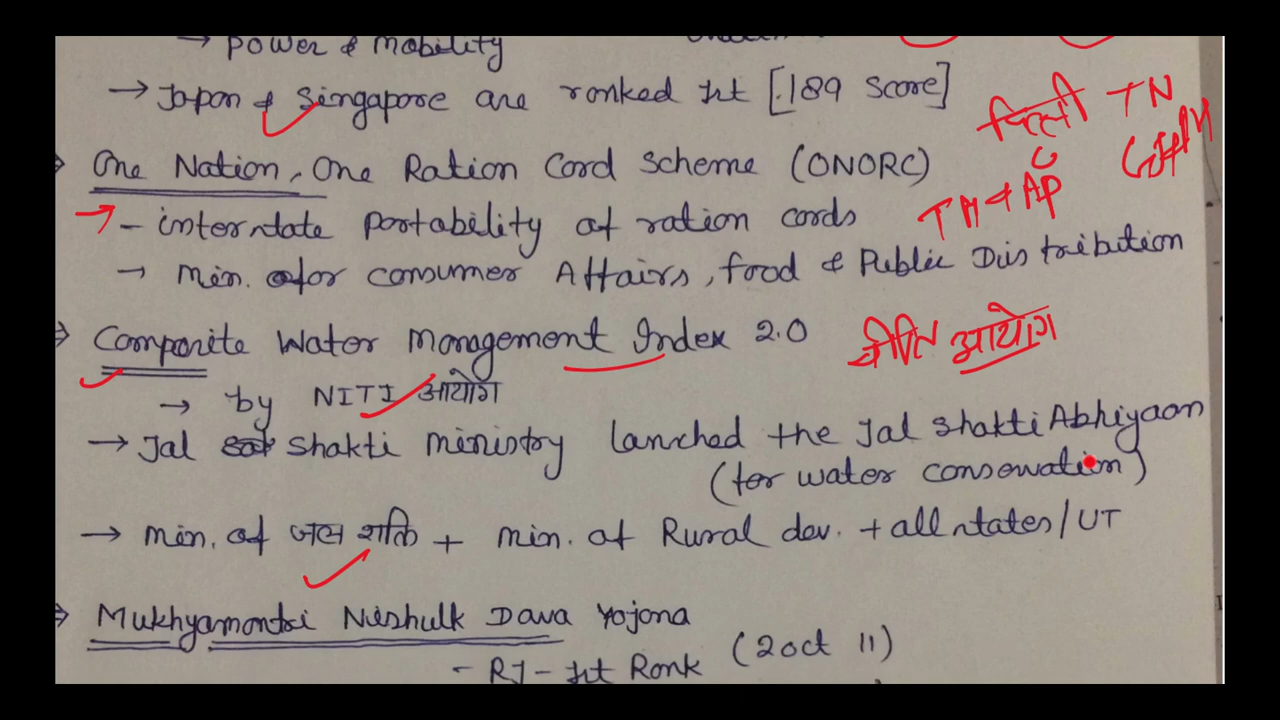 → power & mobility
→ Japan & Singapore are ranked 1st [.189 Score]
One Nation, One Ration Card Scheme (ONORC)
दिल्ली TN
→ - interstate portability of ration cards
→ Min. of for consumer Affairs, food & Public Distribution
⇒ Composite Water Management Index 2.0
नीति आयोग
→ by NITI आयोग
→ Jal Shakti ministry lanched the Jal Shakti Abhiyaan
(for water conservation)
→ min. of जल शक्ति + min. of Rural dev. + all states/UT
⇒ Mukhyamantri Nishulk Dava Yojana
- RJ - 1st Rank (2 oct 11)